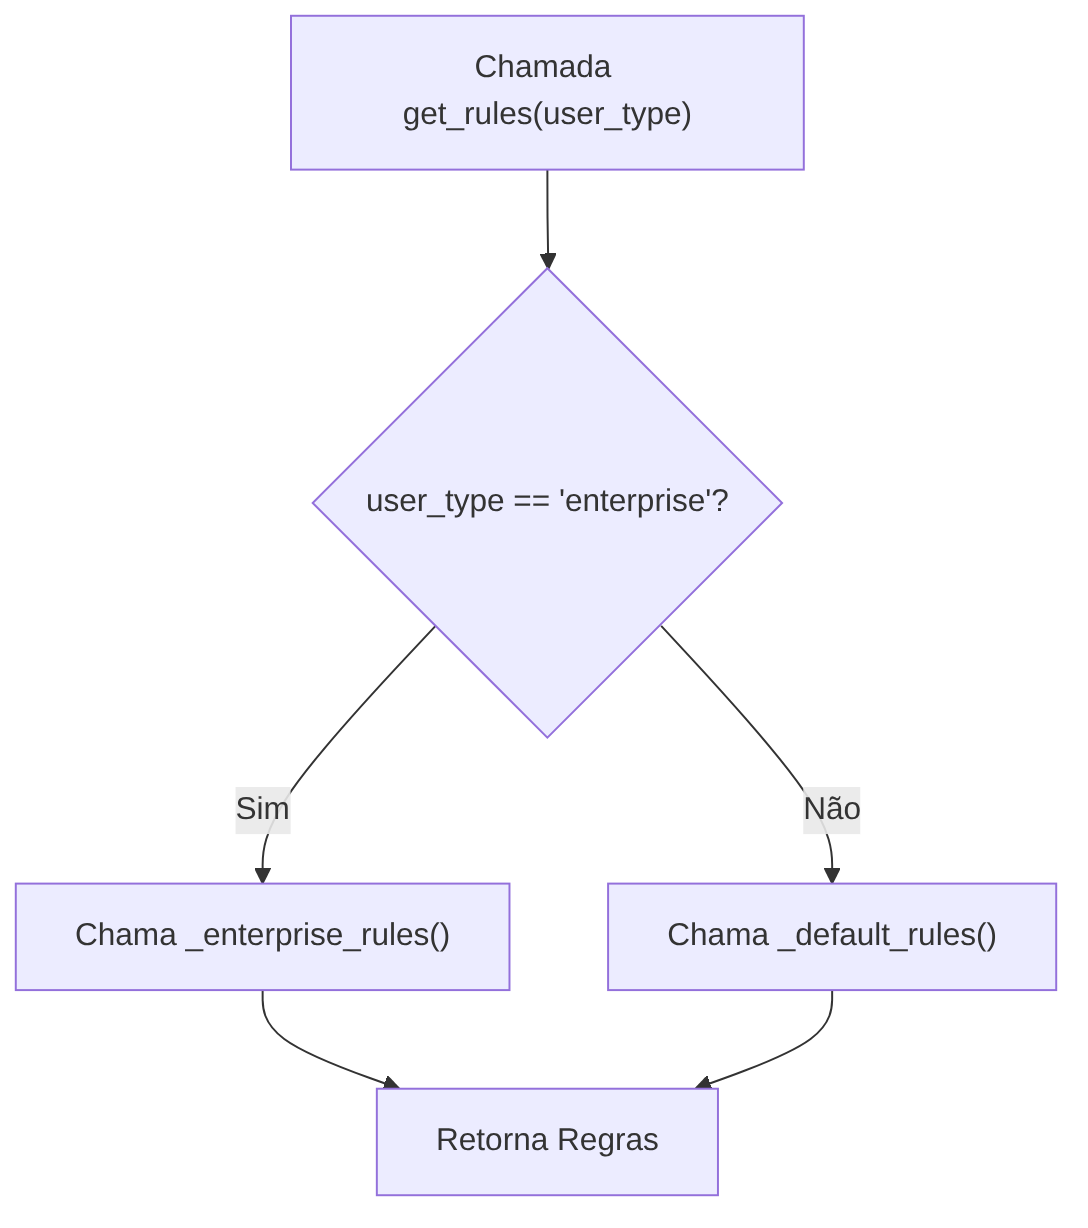 Chamada
get_rules(user_type)
user_type == 'enterprise'?
Sim
Não
Chama _enterprise_rules()
Chama _default_rules()
Retorna Regras